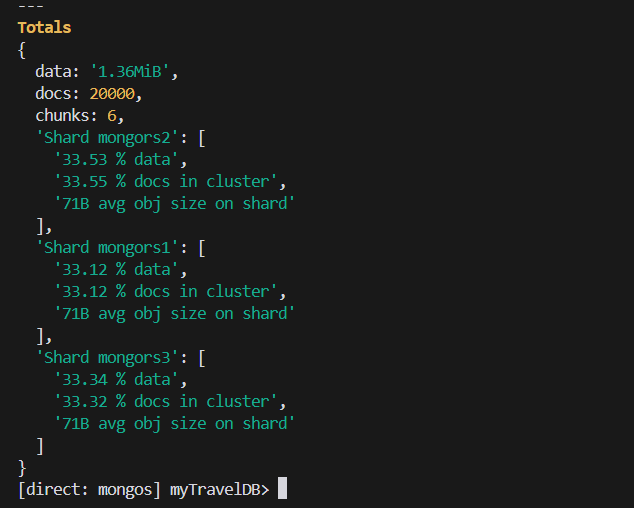 ---
Totals
{
  data: '1.36MiB',
  docs: 20000,
  chunks: 6,
  'Shard mongors2': [
    '33.53 % data',
    '33.55 % docs in cluster',
    '71B avg obj size on shard'
  ],
  'Shard mongors1': [
    '33.12 % data',
    '33.12 % docs in cluster',
    '71B avg obj size on shard'
  ],
  'Shard mongors3': [
    '33.34 % data',
    '33.32 % docs in cluster',
    '71B avg obj size on shard'
  ]
}
[direct: mongos] myTravelDB>